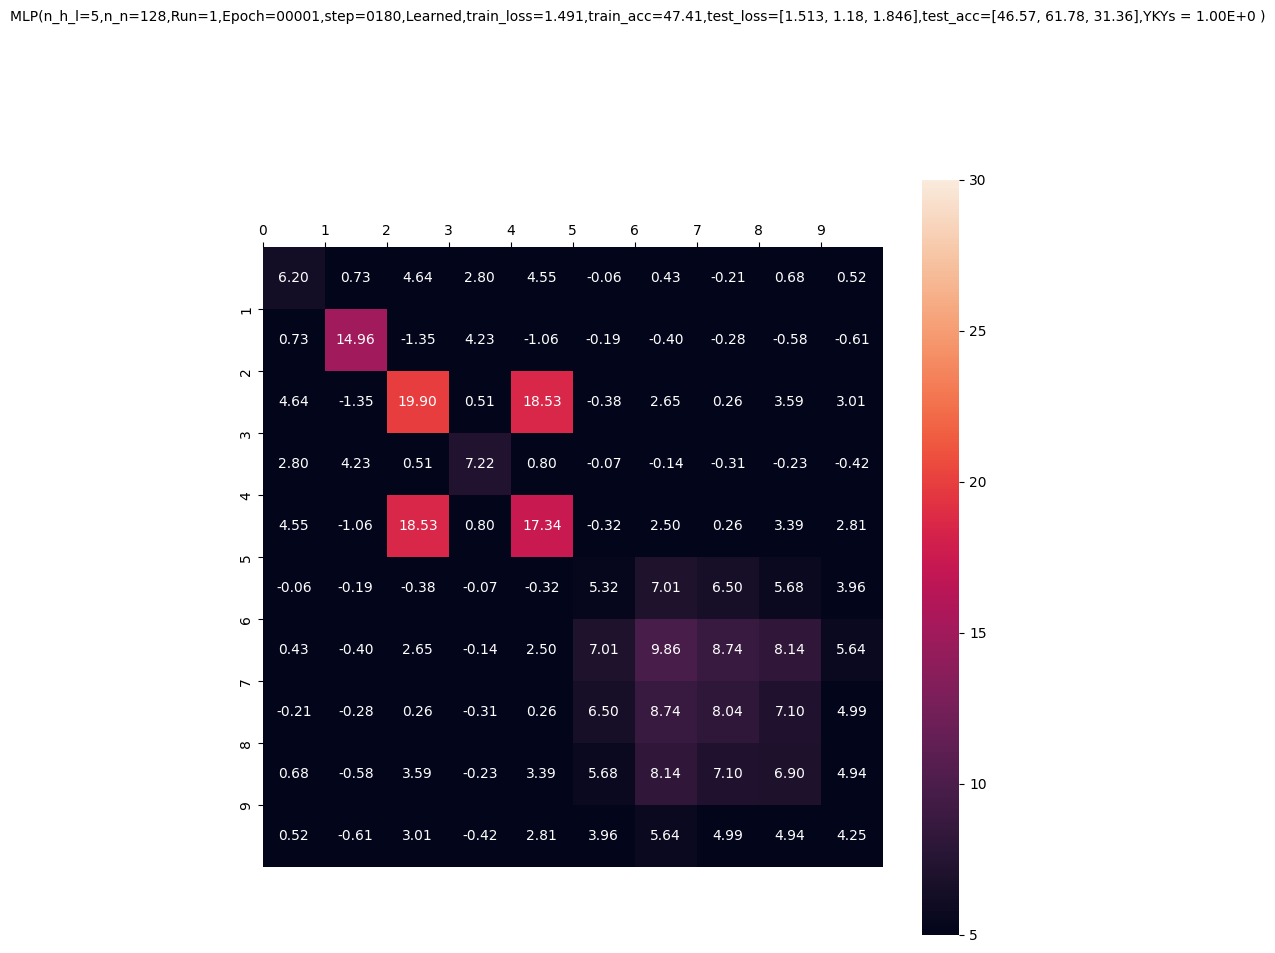 MLP(n_h_l=5,n_n=128,Run=1,Epoch=00001,step=0180,Learned,train_loss=1.491,train_acc=47.41,test_loss=[1.513, 1.18, 1.846],test_acc=[46.57, 61.78, 31.36],YKYs = 1.00E+0 )
30
0 1 2 3 4 5 6 7 8 9
6.20 0.73 4.64 2.80 4.55 -0.06 0.43 -0.21 0.68 0.52
25
1
0.73 14.96 -1.35 4.23 -1.06 -0.19 -0.40 -0.28 -0.58 -0.61
2
4.64 -1.35 19.90 0.51 18.53 -0.38 2.65 0.26 3.59 3.01
3
2.80 4.23 0.51 7.22 0.80 -0.07 -0.14 -0.31 -0.23 -0.42
20
4
4.55 -1.06 18.53 0.80 17.34 -0.32 2.50 0.26 3.39 2.81
5
-0.06 -0.19 -0.38 -0.07 -0.32 5.32 7.01 6.50 5.68 3.96
6
15
0.43 -0.40 2.65 -0.14 2.50 7.01 9.86 8.74 8.14 5.64
7
-0.21 -0.28 0.26 -0.31 0.26 6.50 8.74 8.04 7.10 4.99
8
0.68 -0.58 3.59 -0.23 3.39 5.68 8.14 7.10 6.90 4.94
10
9
0.52 -0.61 3.01 -0.42 2.81 3.96 5.64 4.99 4.94 4.25
5